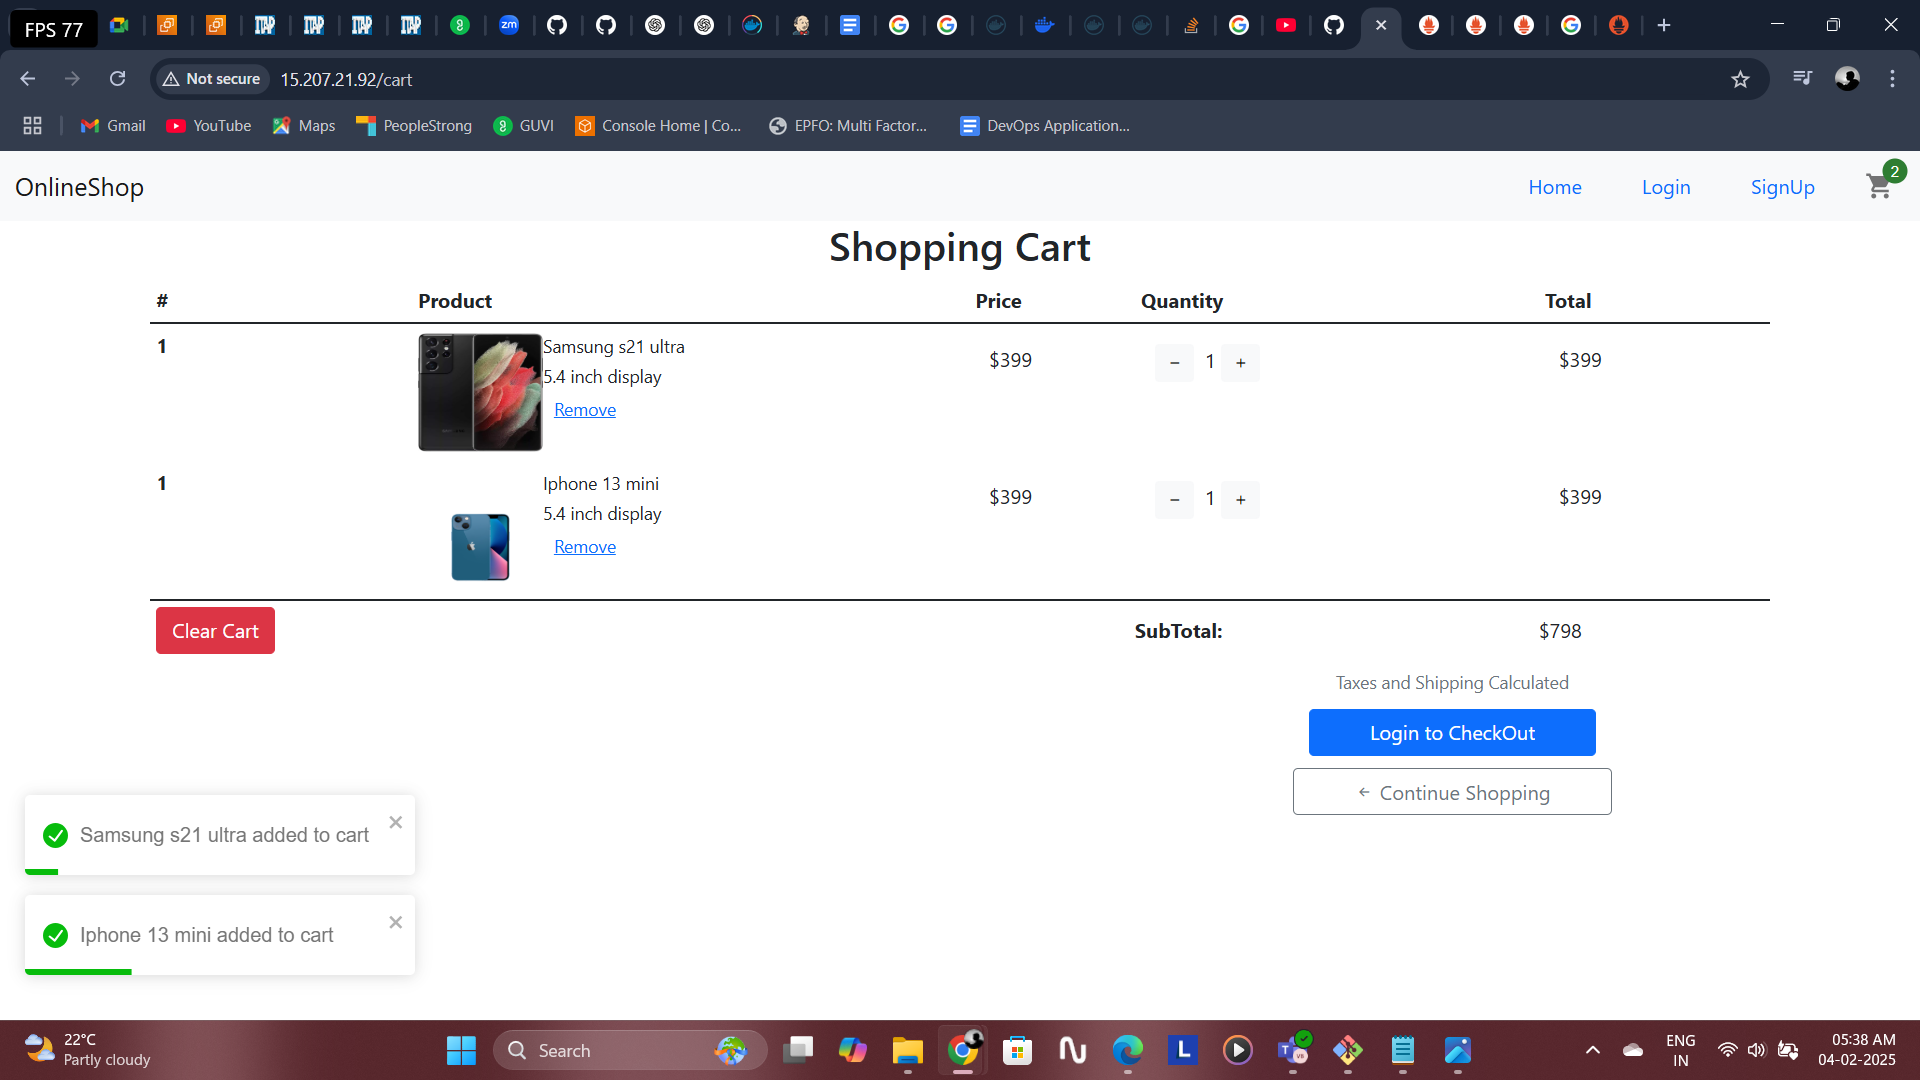 FPS 77
Not secure
15.207.21.92/cart
Gmail
YouTube
Maps
PeopleStrong
GUVI
Console Home | Co...
EPFO: Multi Factor...
DevOps Application...
OnlineShop
Home
Login
SignUp
2
Shopping Cart
# Product Price Quantity Total
1
Samsung s21 ultra
5.4 inch display
Remove
$399
− 1 +
$399
1
Iphone 13 mini
5.4 inch display
Remove
$399
− 1 +
$399
Clear Cart
SubTotal:
$798
Taxes and Shipping Calculated
Login to CheckOut
← Continue Shopping
Samsung s21 ultra added to cart
Iphone 13 mini added to cart
22°C
Partly cloudy
Search
ENG
IN
05:38 AM
04-02-2025